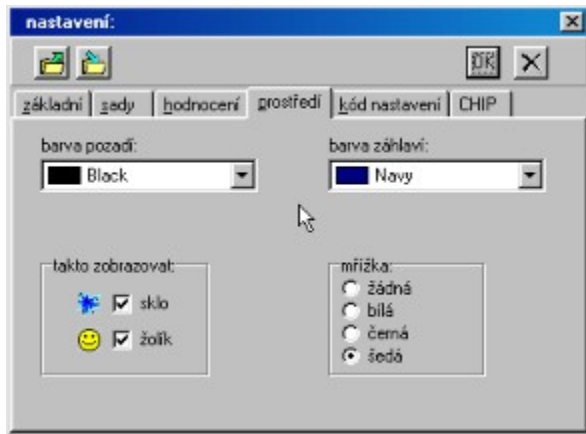 nastavení:
OK
základní sady hodnocení prostředí kód nastavení CHIP
barva pozadí: barva záhlaví:
Black Navy
takto zobrazovat: mřížka:
sklo
žolík
žádná
bílá
černá
šedá